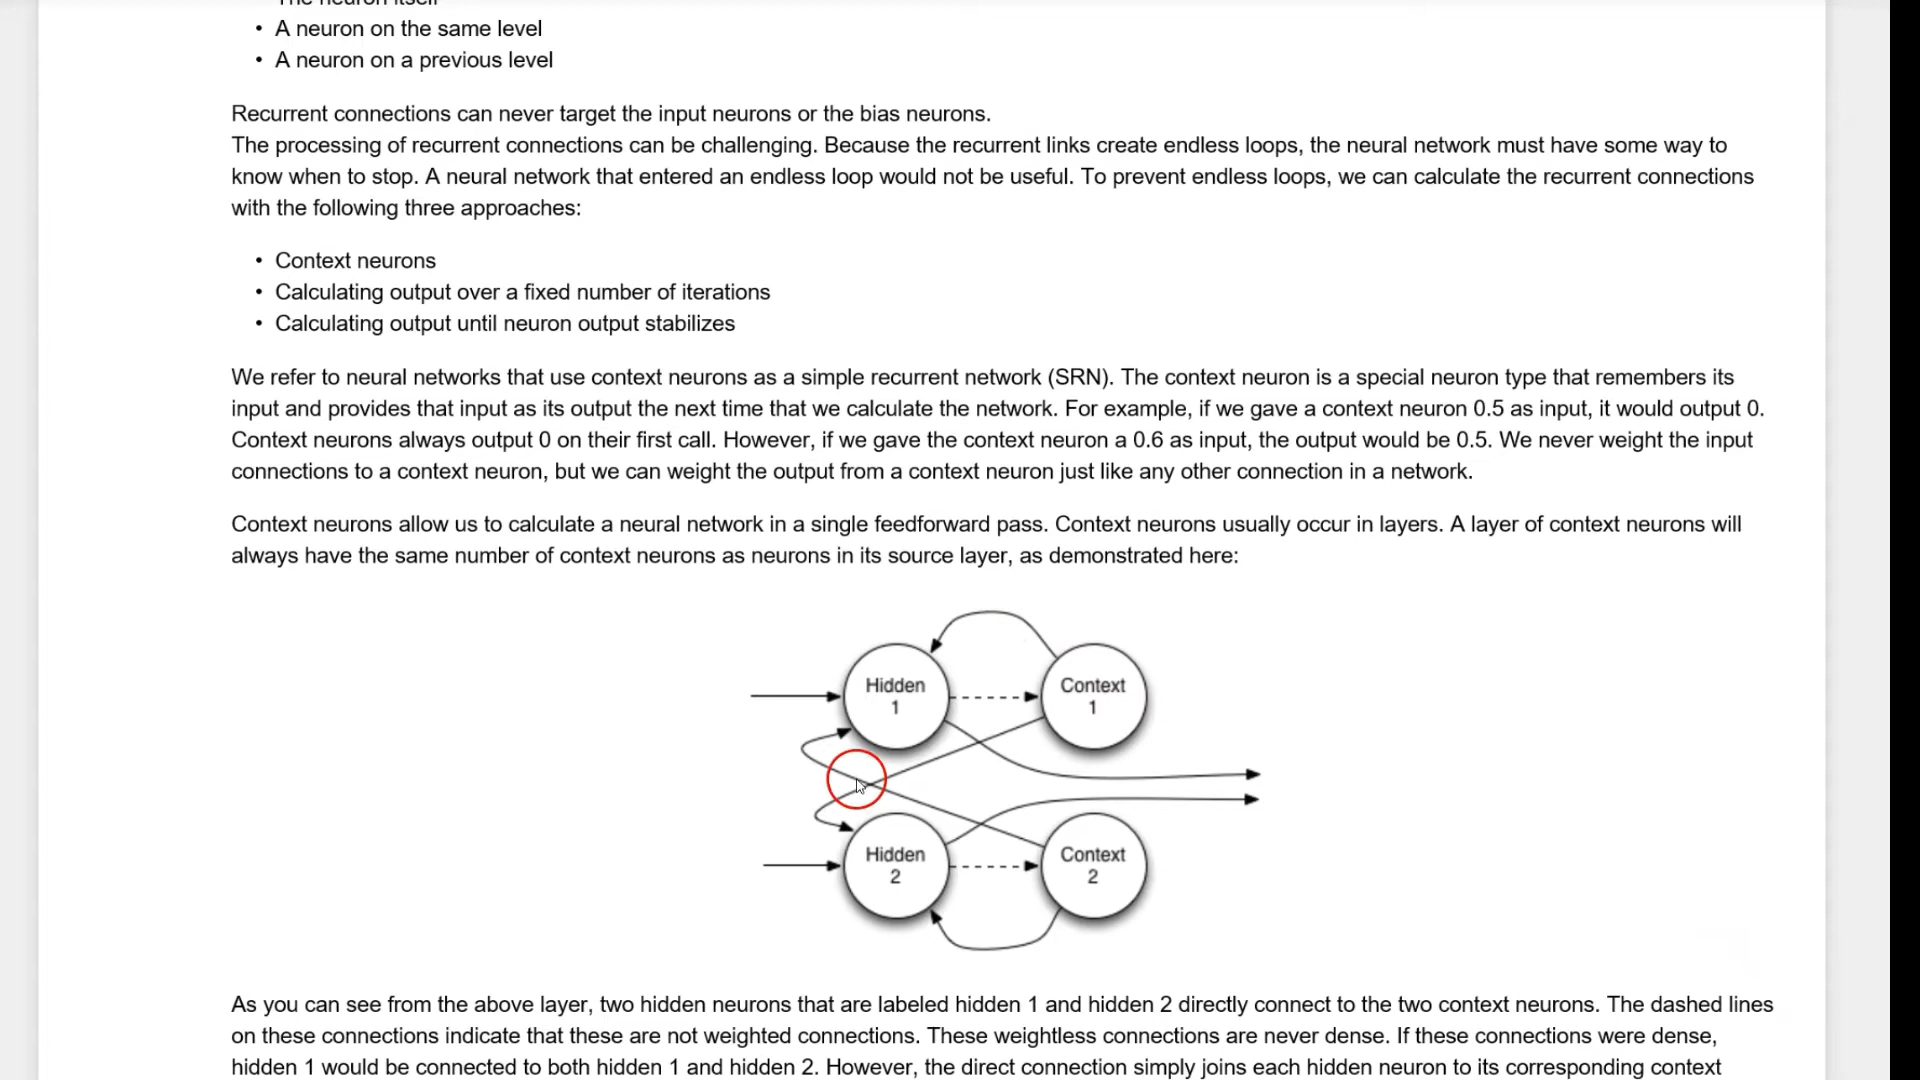 • A neuron on the same level
• A neuron on a previous level
Recurrent connections can never target the input neurons or the bias neurons.
The processing of recurrent connections can be challenging. Because the recurrent links create endless loops, the neural network must have some way to
know when to stop. A neural network that entered an endless loop would not be useful. To prevent endless loops, we can calculate the recurrent connections
with the following three approaches:
• Context neurons
• Calculating output over a fixed number of iterations
• Calculating output until neuron output stabilizes
We refer to neural networks that use context neurons as a simple recurrent network (SRN). The context neuron is a special neuron type that remembers its
input and provides that input as its output the next time that we calculate the network. For example, if we gave a context neuron 0.5 as input, it would output 0.
Context neurons always output 0 on their first call. However, if we gave the context neuron a 0.6 as input, the output would be 0.5. We never weight the input
connections to a context neuron, but we can weight the output from a context neuron just like any other connection in a network.
Context neurons allow us to calculate a neural network in a single feedforward pass. Context neurons usually occur in layers. A layer of context neurons will
always have the same number of context neurons as neurons in its source layer, as demonstrated here:
Hidden
1
Context
1
Hidden
2
Context
2
As you can see from the above layer, two hidden neurons that are labeled hidden 1 and hidden 2 directly connect to the two context neurons. The dashed lines
on these connections indicate that these are not weighted connections. These weightless connections are never dense. If these connections were dense,
hidden 1 would be connected to both hidden 1 and hidden 2. However, the direct connection simply joins each hidden neuron to its corresponding context